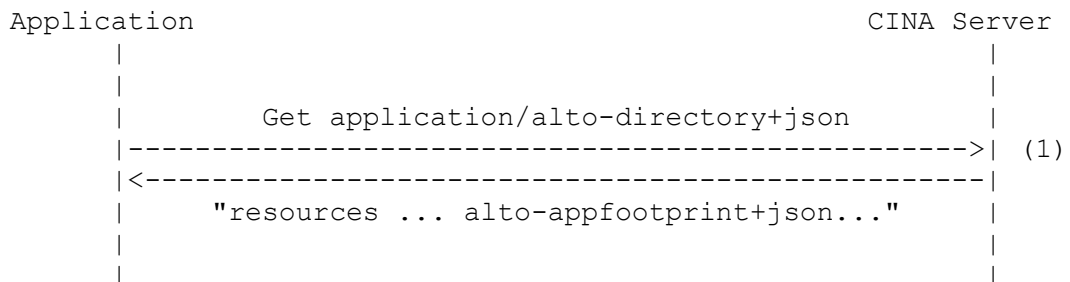 Application                                         CINA Server
      |                                                   |
      |                                                   |
      |        Get application/alto-directory+json        |
      |-------------------------------------------------->| (1)
      |<--------------------------------------------------|
      |     "resources ... alto-appfootprint+json..."     |
      |                                                   |
      |                                                   |